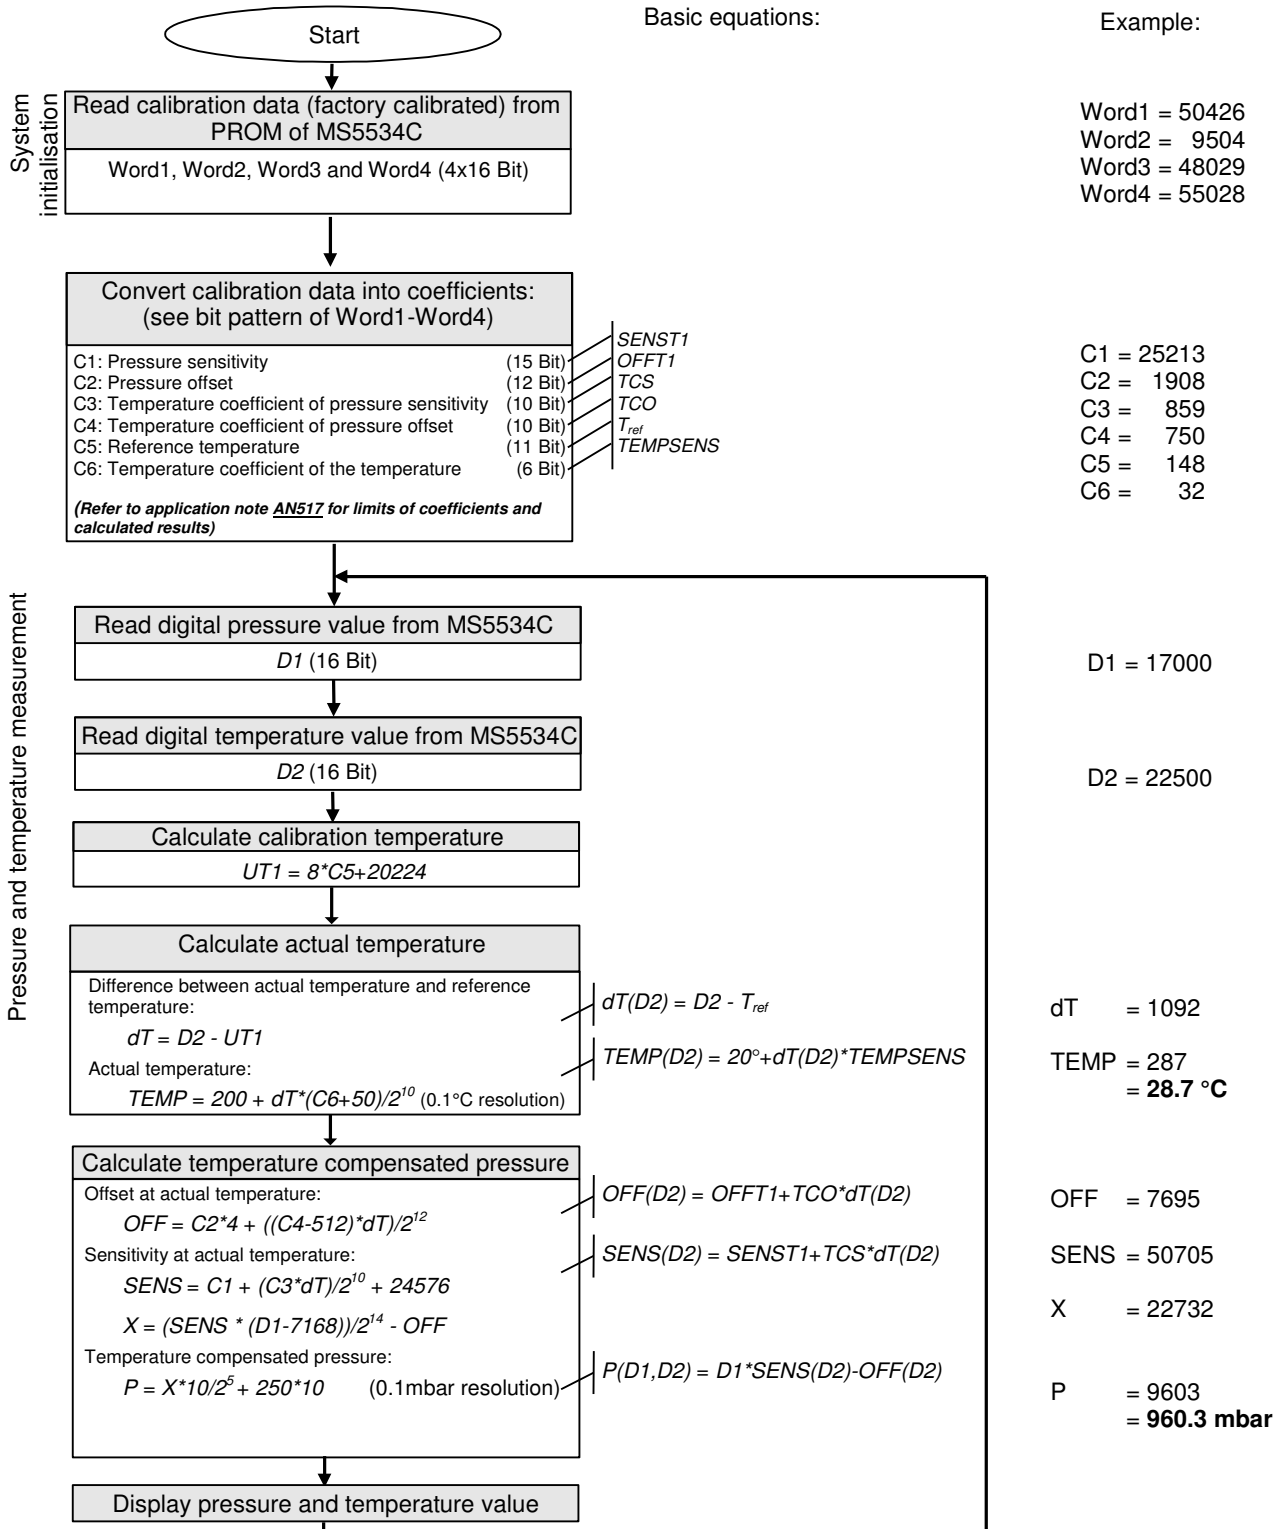 Basic equations:
Example:
Start
System
initialisation
Read calibration data (factory calibrated) from
PROM of MS5534C
Word1, Word2, Word3 and Word4 (4x16 Bit)
Word1 = 50426
Word2 = 9504
Word3 = 48029
Word4 = 55028
Convert calibration data into coefficients:
(see bit pattern of Word1-Word4)
C1: Pressure sensitivity (15 Bit) SENST1
C2: Pressure offset (12 Bit) OFFT1
C3: Temperature coefficient of pressure sensitivity (10 Bit) TCS
C4: Temperature coefficient of pressure offset (10 Bit) TCO
C5: Reference temperature (11 Bit) T_ref
C6: Temperature coefficient of the temperature (6 Bit) TEMPSENS
(Refer to application note AN517 for limits of coefficients and
calculated results)
C1 = 25213
C2 = 1908
C3 = 859
C4 = 750
C5 = 148
C6 = 32
Pressure and temperature measurement
Read digital pressure value from MS5534C
D1 (16 Bit)
D1 = 17000
Read digital temperature value from MS5534C
D2 (16 Bit)
D2 = 22500
Calculate calibration temperature
UT1 = 8*C5+20224
Calculate actual temperature
Difference between actual temperature and reference
temperature:
dT = D2 - UT1
dT(D2) = D2 - T_ref
dT = 1092
Actual temperature:
TEMP = 200 + dT*(C6+50)/2^10 (0.1°C resolution)
TEMP(D2) = 20°+dT(D2)*TEMPSENS
TEMP = 287
= 28.7 °C
Calculate temperature compensated pressure
Offset at actual temperature:
OFF = C2*4 + ((C4-512)*dT)/2^12
OFF(D2) = OFFT1+TCO*dT(D2)
OFF = 7695
Sensitivity at actual temperature:
SENS = C1 + (C3*dT)/2^10 + 24576
SENS(D2) = SENST1+TCS*dT(D2)
SENS = 50705
X = (SENS * (D1-7168))/2^14 - OFF
X = 22732
Temperature compensated pressure:
P = X*10/2^5 + 250*10 (0.1mbar resolution)
P(D1,D2) = D1*SENS(D2)-OFF(D2)
P = 9603
= 960.3 mbar
Display pressure and temperature value